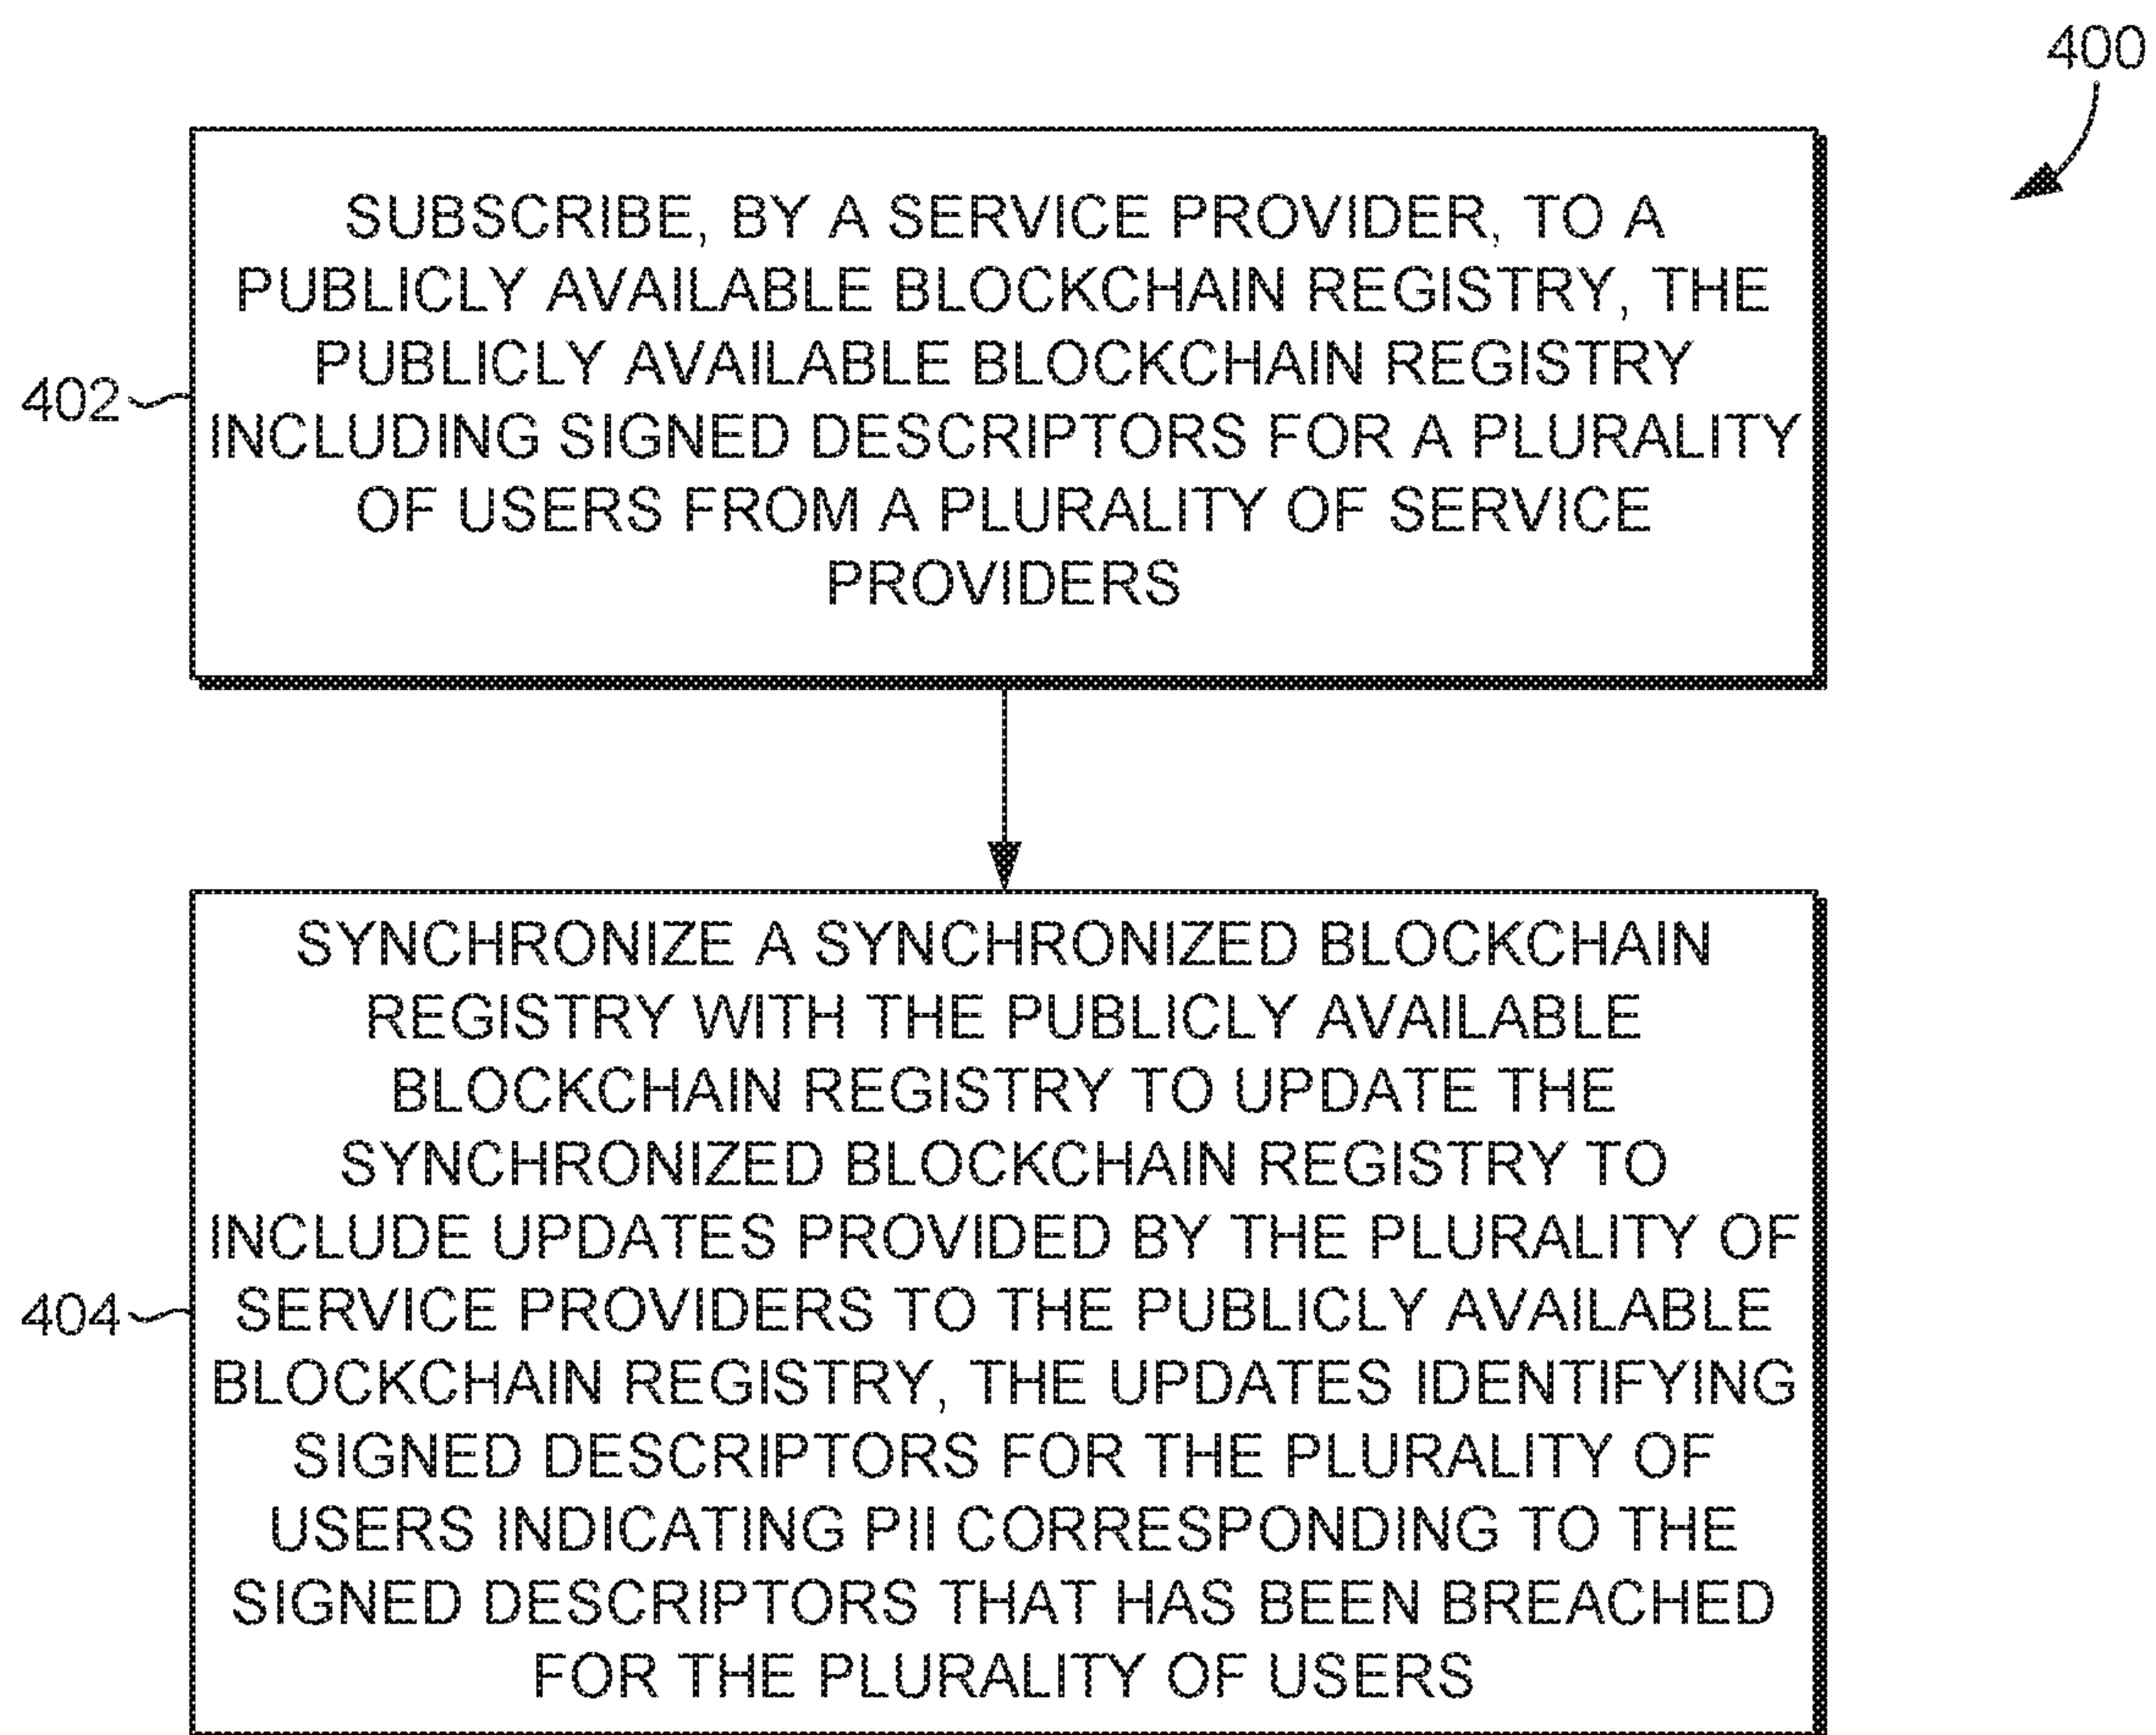 400
SUBSCRIBE, BY A SERVICE PROVIDER, TO A
PUBLICLY AVAILABLE BLOCKCHAIN REGISTRY, THE
PUBLICLY AVAILABLE BLOCKCHAIN REGISTRY
INCLUDING SIGNED DESCRIPTORS FOR A PLURALITY
OF USERS FROM A PLURALITY OF SERVICE
PROVIDERS
402
SYNCHRONIZE A SYNCHRONIZED BLOCKCHAIN
REGISTRY WITH THE PUBLICLY AVAILABLE
BLOCKCHAIN REGISTRY TO UPDATE THE
SYNCHRONIZED BLOCKCHAIN REGISTRY TO
INCLUDE UPDATES PROVIDED BY THE PLURALITY OF
SERVICE PROVIDERS TO THE PUBLICLY AVAILABLE
BLOCKCHAIN REGISTRY, THE UPDATES IDENTIFYING
SIGNED DESCRIPTORS FOR THE PLURALITY OF
USERS INDICATING PII CORRESPONDING TO THE
SIGNED DESCRIPTORS THAT HAS BEEN BREACHED
FOR THE PLURALITY OF USERS
404